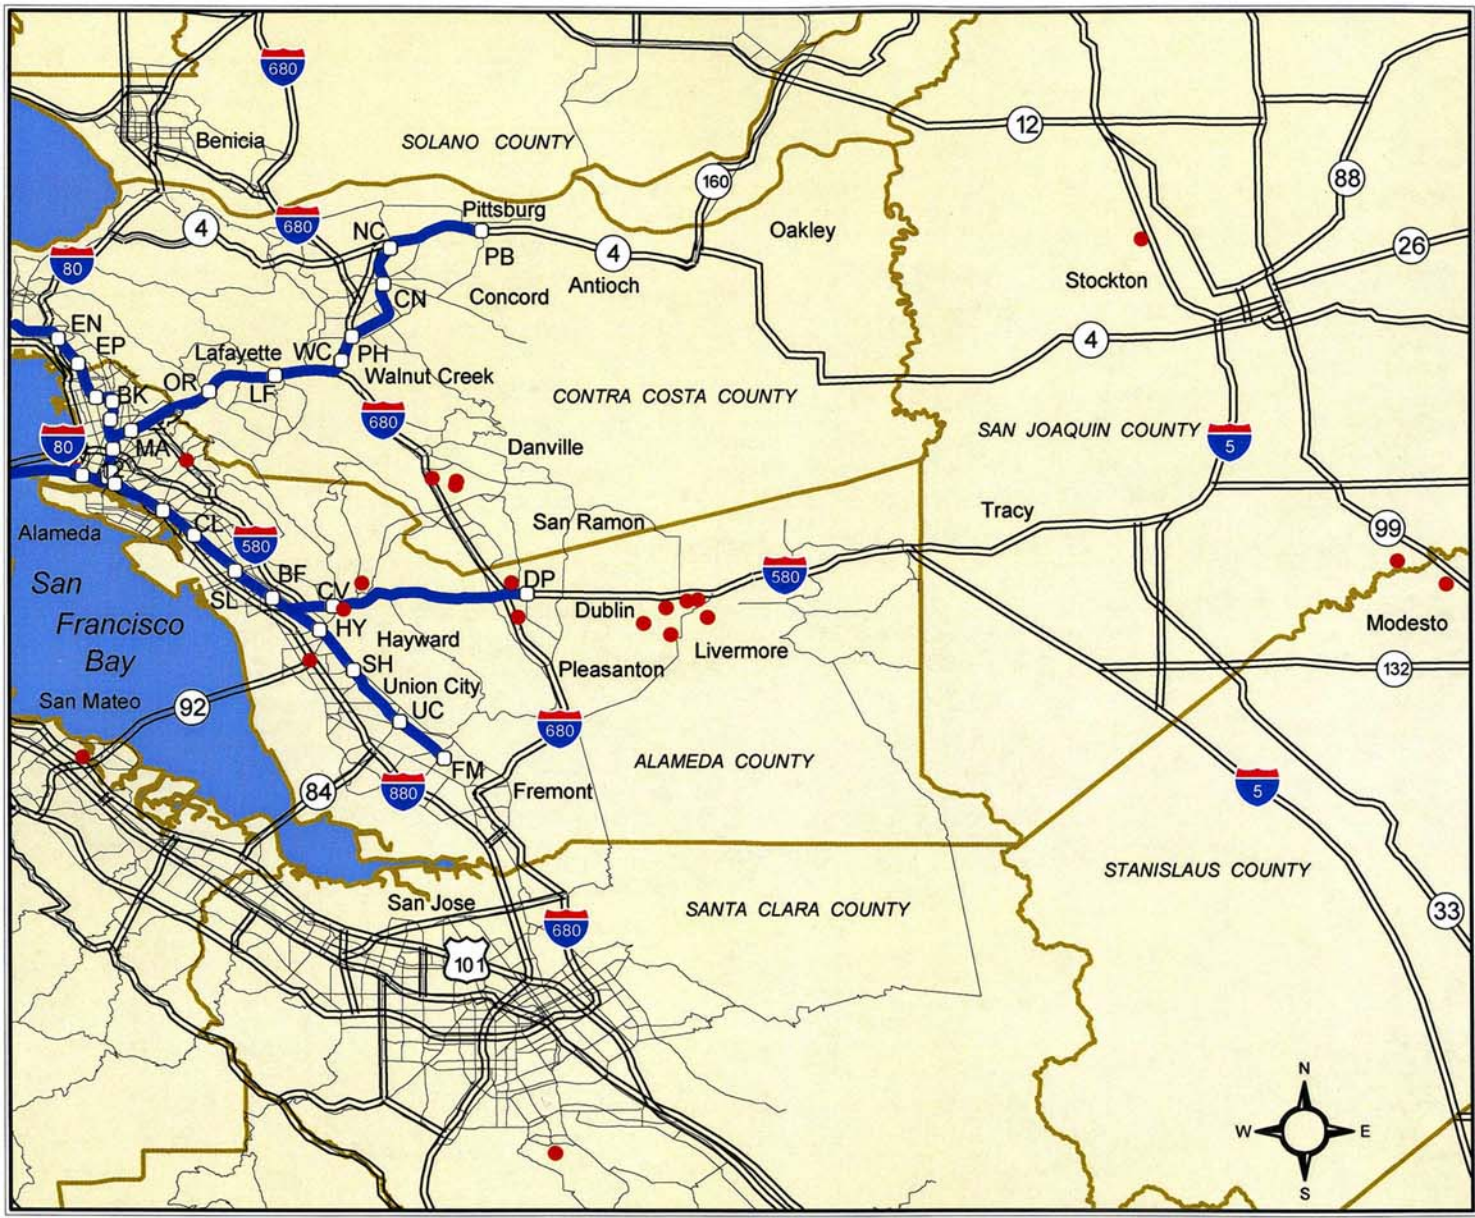 680
Benicia
SOLANO COUNTY
12
160
88
680
4
NC
Pittsburg
PB
4
Oakley
26
80
CN
Concord
Antioch
Stockton
EN
EP
Lafayette
WC
PH
4
OR
LF
Walnut Creek
BK
CONTRA COSTA COUNTY
680
80
MA
Danville
SAN JOAQUIN COUNTY
5
Alameda
CL
San Ramon
Tracy
99
580
BF
CV
DP
580
SL
San
Francisco
Bay
HY
Hayward
Dublin
Livermore
Modesto
SH
Pleasanton
132
San Mateo
92
Union City
UC
680
FM
ALAMEDA COUNTY
84
880
Fremont
5
STANISLAUS COUNTY
San Jose
SANTA CLARA COUNTY
33
680
101
N
W
E
S